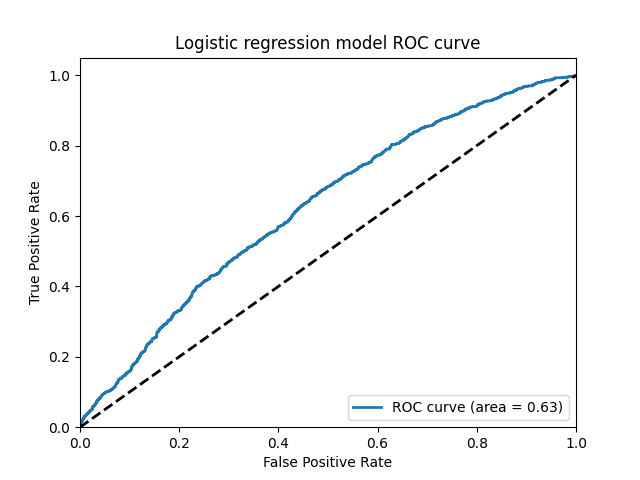 Logistic regression model ROC curve
True Positive Rate
1.0
0.8
0.6
0.4
0.2
0.0
ROC curve (area = 0.63)
0.0 0.2 0.4 0.6 0.8 1.0
False Positive Rate